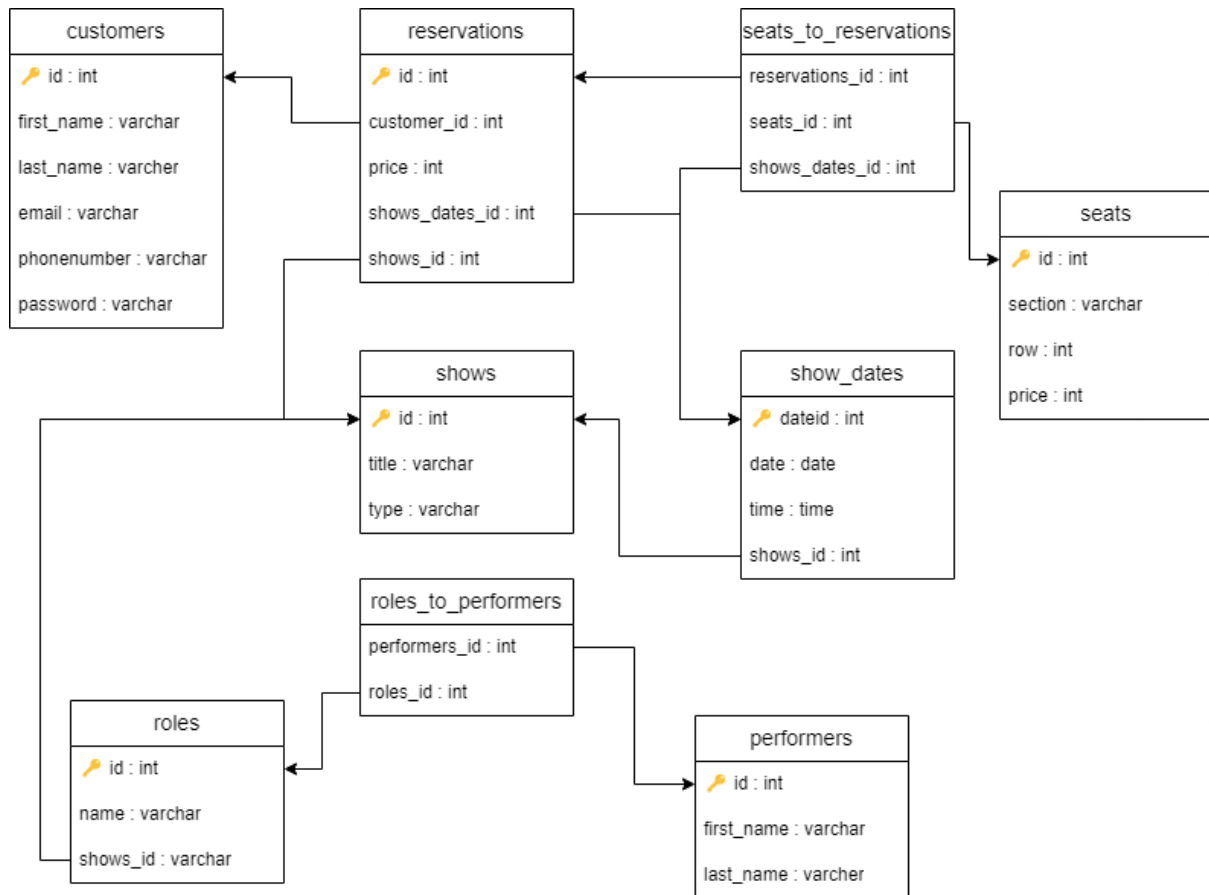 customers
id : int
first_name : varchar
last_name : varcher
email : varchar
phonenumber : varchar
password : varchar
reservations
id : int
customer_id : int
price : int
shows_dates_id : int
shows_id : int
seats_to_reservations
reservations_id : int
seats_id : int
shows_dates_id : int
seats
id : int
section : varchar
row : int
price : int
shows
id : int
title : varchar
type : varchar
show_dates
dateid : int
date : date
time : time
shows_id : int
roles_to_performers
performers_id : int
roles_id : int
roles
id : int
name : varchar
shows_id : varchar
performers
id : int
first_name : varchar
last_name : varcher